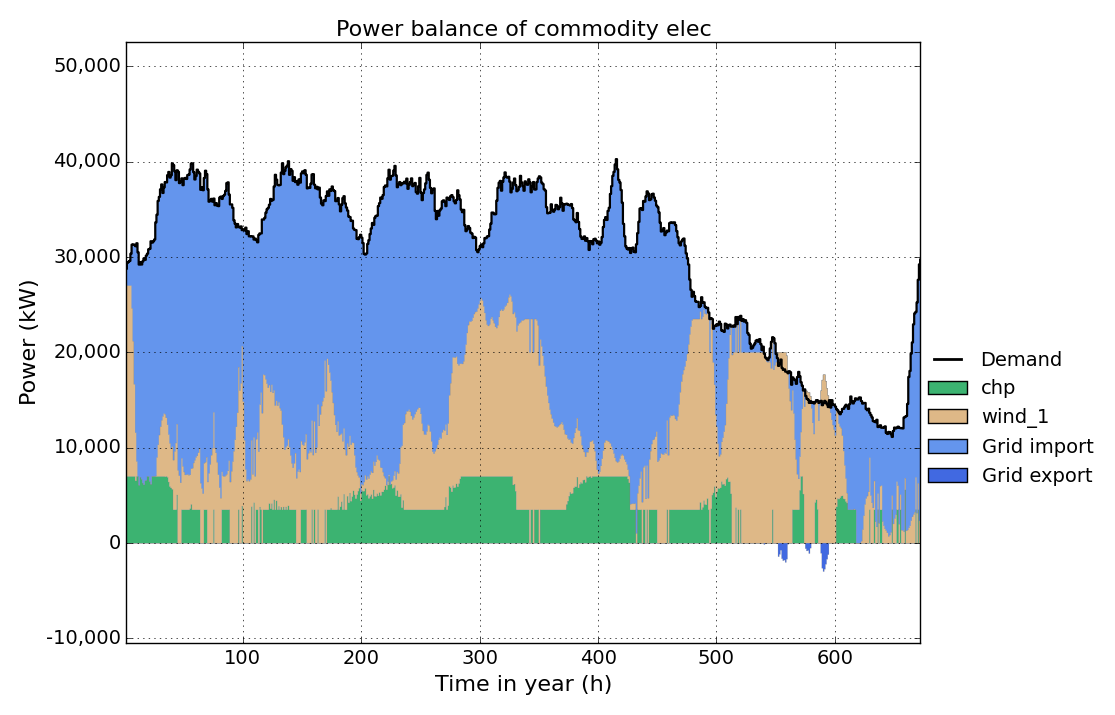 Power balance of commodity elec
50,000
40,000
30,000
20,000
10,000
0
-10,000
Power (kW)
100
200
300
400
500
600
Time in year (h)
Demand
chp
wind_1
Grid import
Grid export